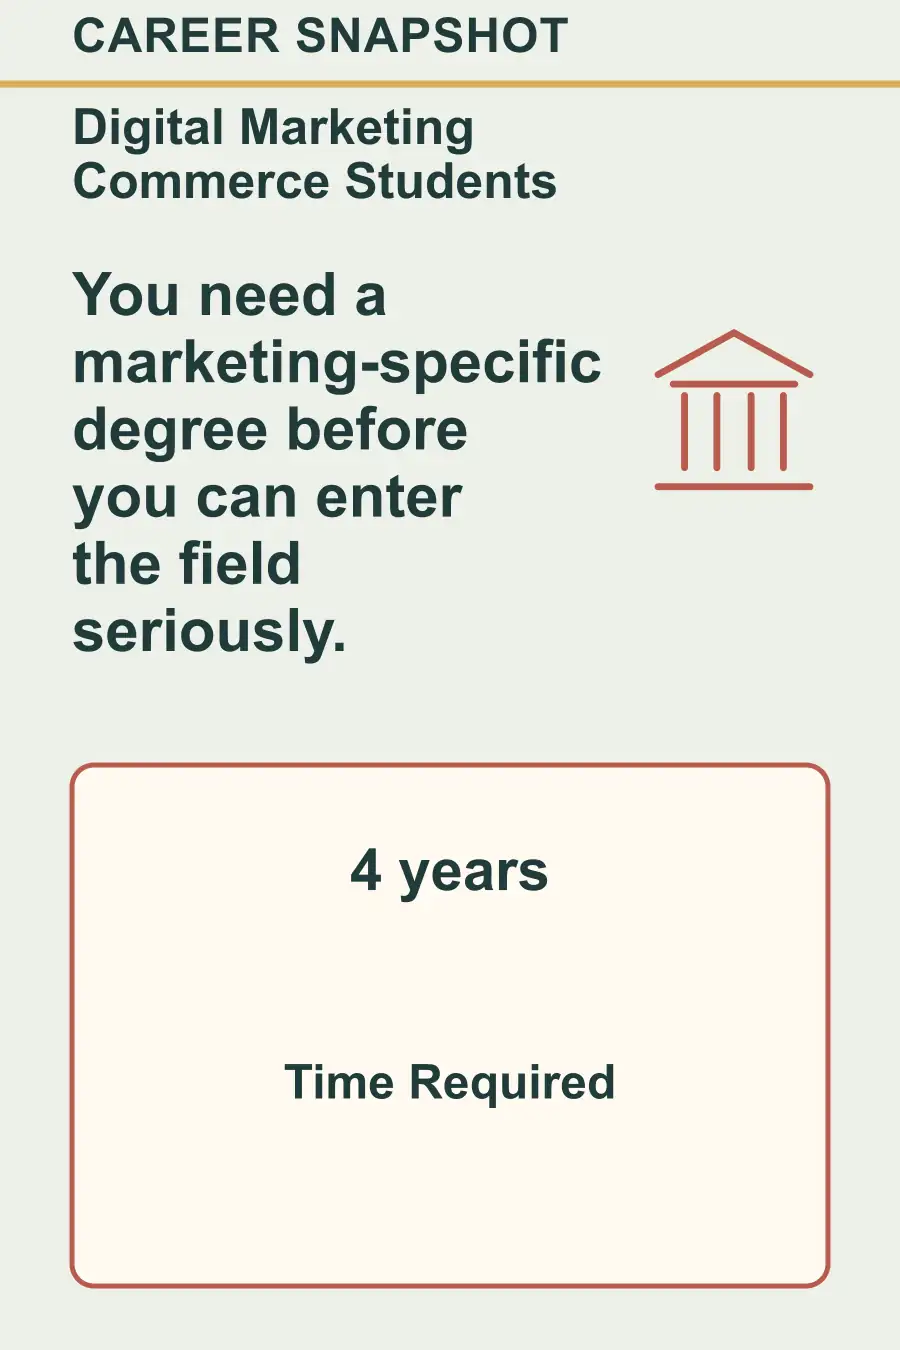 CAREER SNAPSHOT
Digital Marketing
Commerce Students
You need a
marketing-specific
degree before
you can enter
the field
seriously.
4 years
Time Required